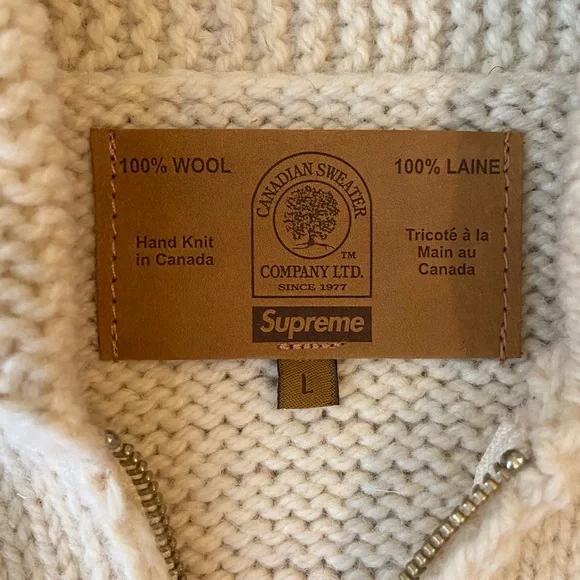 100% WOOL
Hand Knit
in Canada
CANADIAN SWEATER
TM
COMPANY LTD.
SINCE 1977
Supreme
100% LAINE
Tricoté à la
Main au
Canada
L